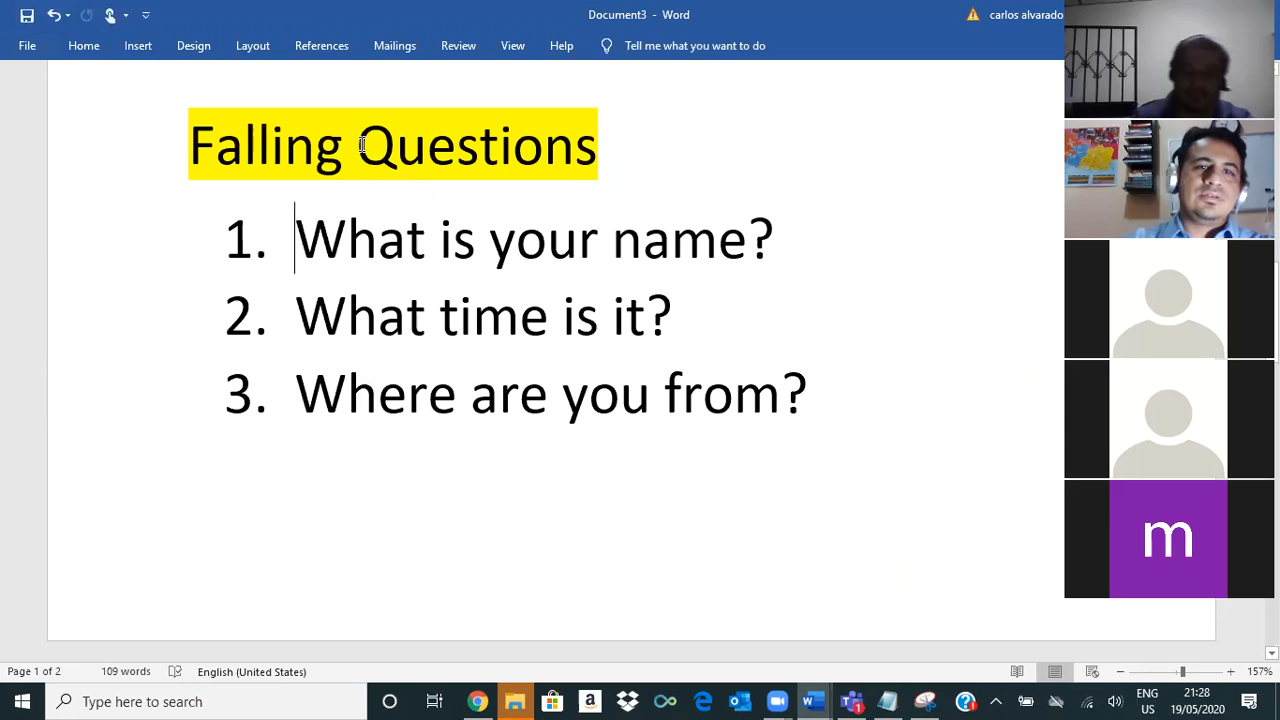 Document3 - Word
carlos alvarado
File Home Insert Design Layout References Mailings Review View Help Tell me what you want to do
Falling Questions
1. What is your name?
2. What time is it?
3. Where are you from?
m
Page 1 of 2 109 words English (United States) 157%
Type here to search
ENG
US
21:28
19/05/2020